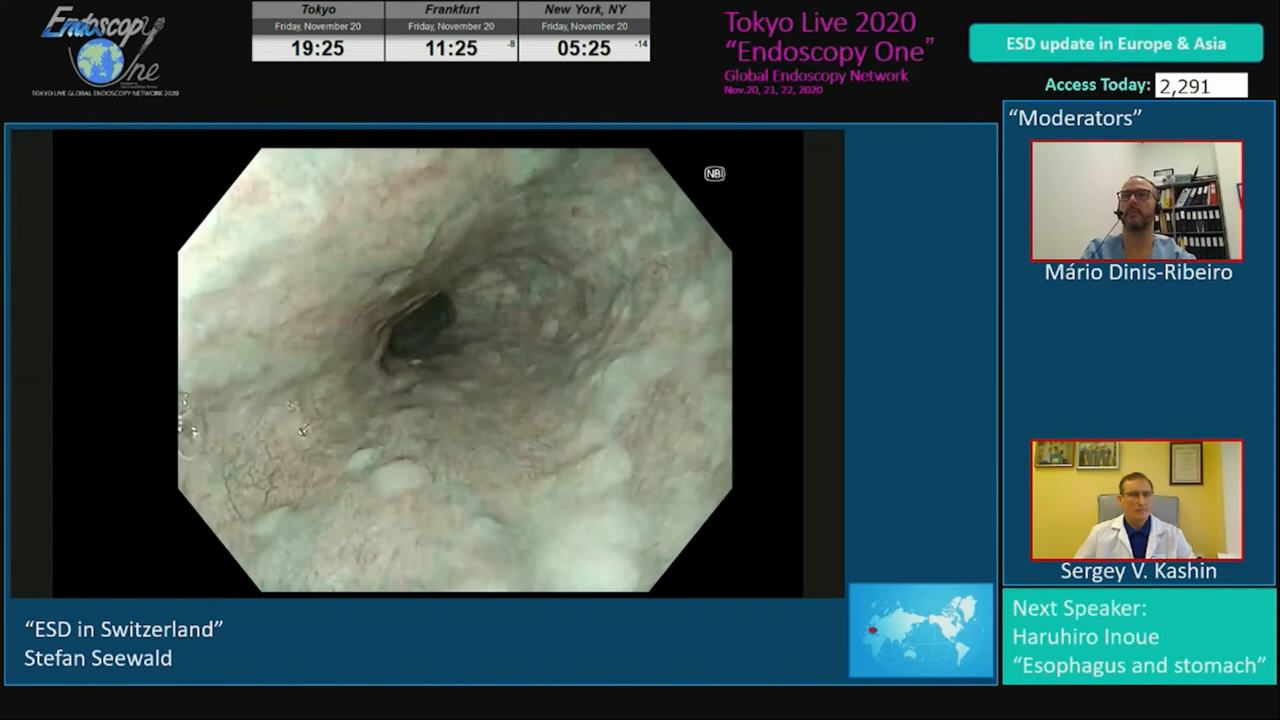 Endoscopy
One
TOKYO LIVE GLOBAL ENDOSCOPY NETWORK 2020
Tokyo
Friday, November 20
19:25
Frankfurt
Friday, November 20
11:25 -8
New York, NY
Friday, November 20
05:25 -14
Tokyo Live 2020
“Endoscopy One”
Global Endoscopy Network
Nov.20, 21, 22, 2020
ESD update in Europe & Asia
Access Today: 2,291
NBI
“Moderators”
Mário Dinis-Ribeiro
Sergey V. Kashin
“ESD in Switzerland”
Stefan Seewald
Next Speaker:
Haruhiro Inoue
“Esophagus and stomach”